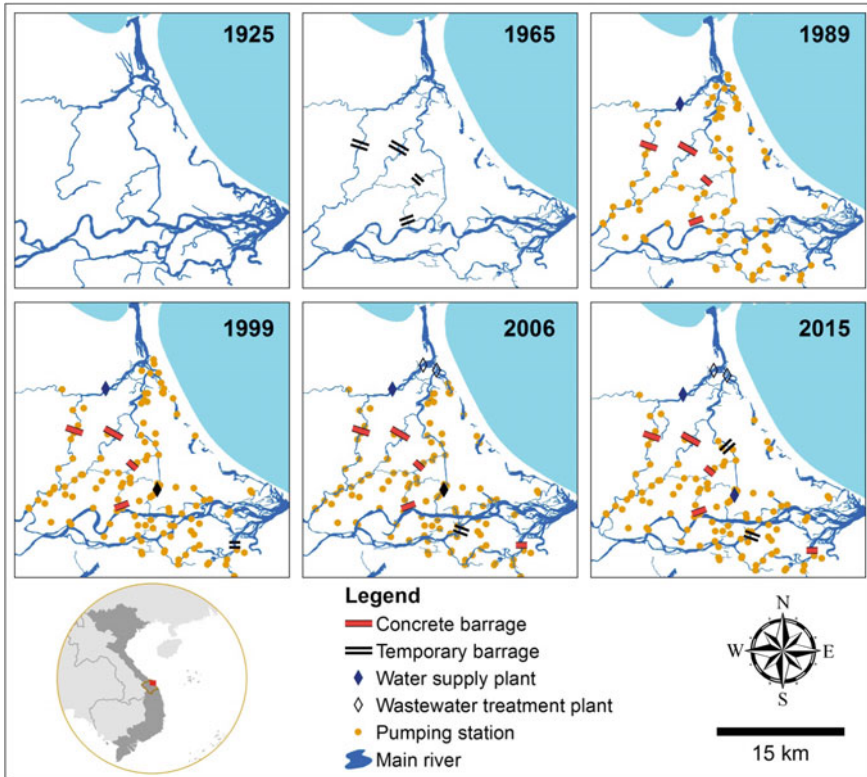 1925
1965
1989
1999
2006
2015
Legend
Concrete barrage
Temporary barrage
Water supply plant
Wastewater treatment plant
Pumping station
Main river
N
W E
S
15 km